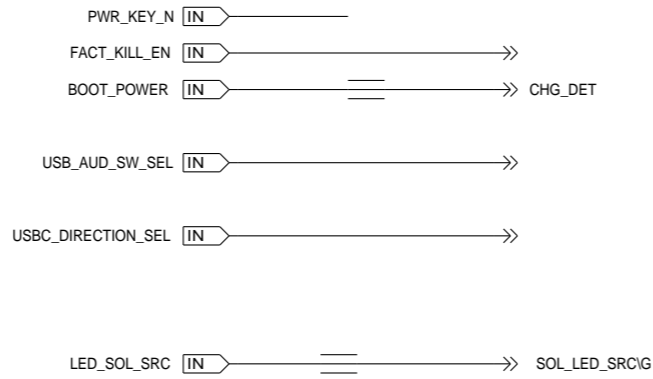 PWR_KEY_N IN
FACT_KILL_EN IN
BOOT_POWER IN CHG_DET
USB_AUD_SW_SEL IN
USBC_DIRECTION_SEL IN
LED_SOL_SRC IN SOL_LED_SRC\G